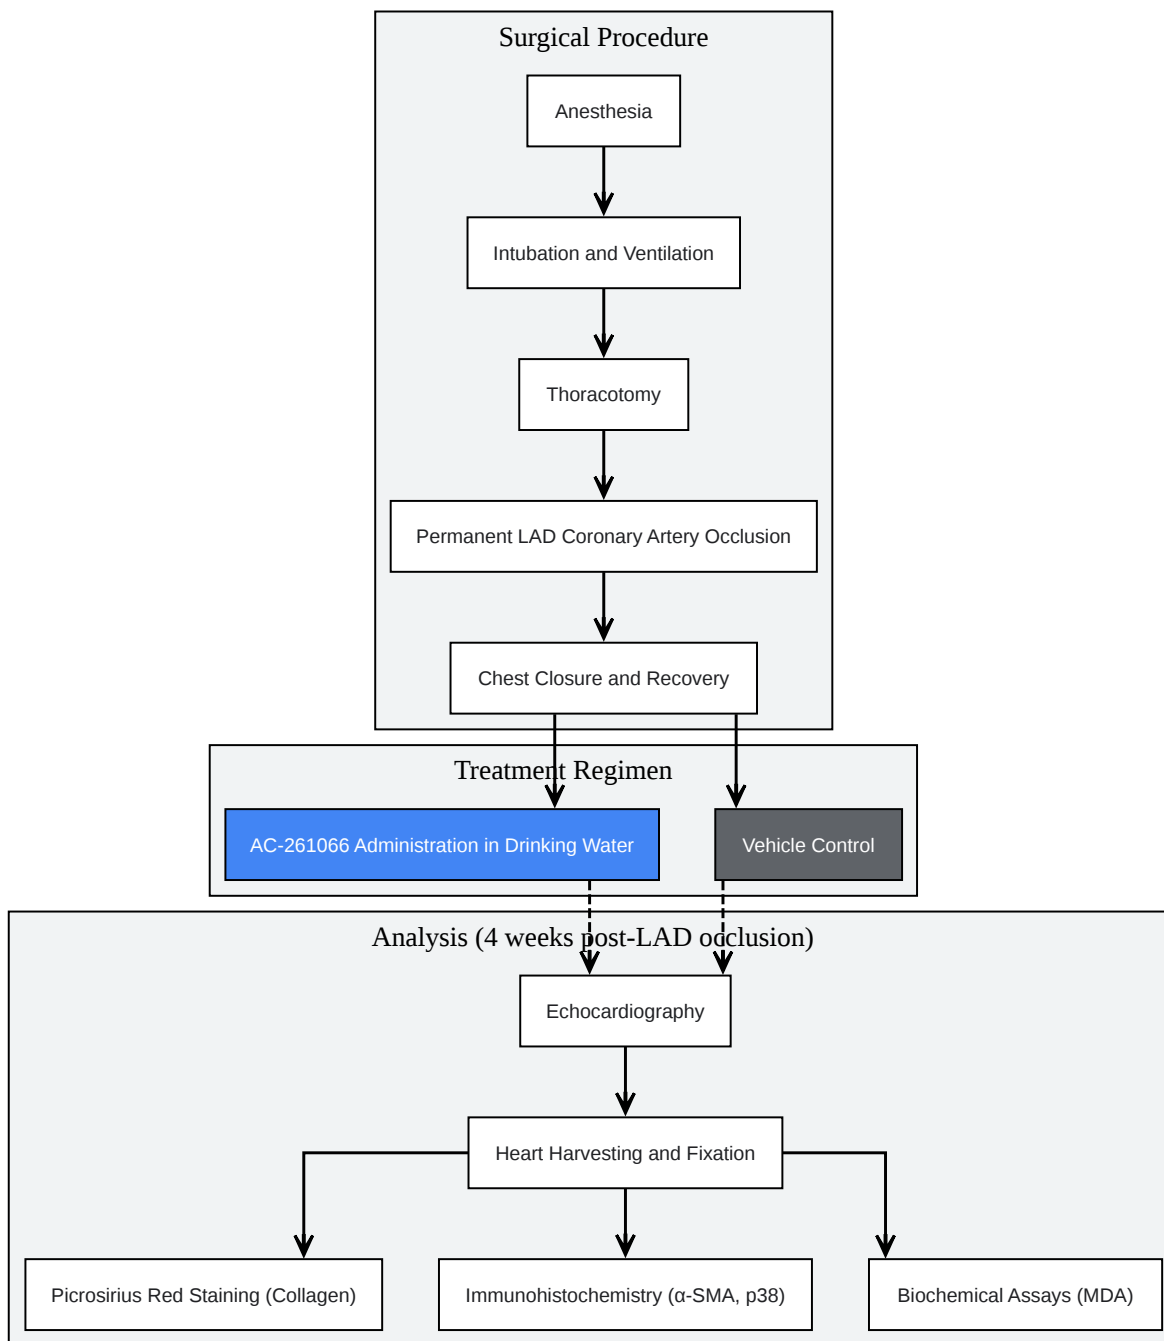 Surgical Procedure
Anesthesia
Intubation and Ventilation
Thoracotomy
Permanent LAD Coronary Artery Occlusion
Chest Closure and Recovery
Treatment Regimen
AC-261066 Administration in Drinking Water
Vehicle Control
Analysis (4 weeks post-LAD occlusion)
Echocardiography
Heart Harvesting and Fixation
Picrosirius Red Staining (Collagen)
Immunohistochemistry (α-SMA, p38)
Biochemical Assays (MDA)